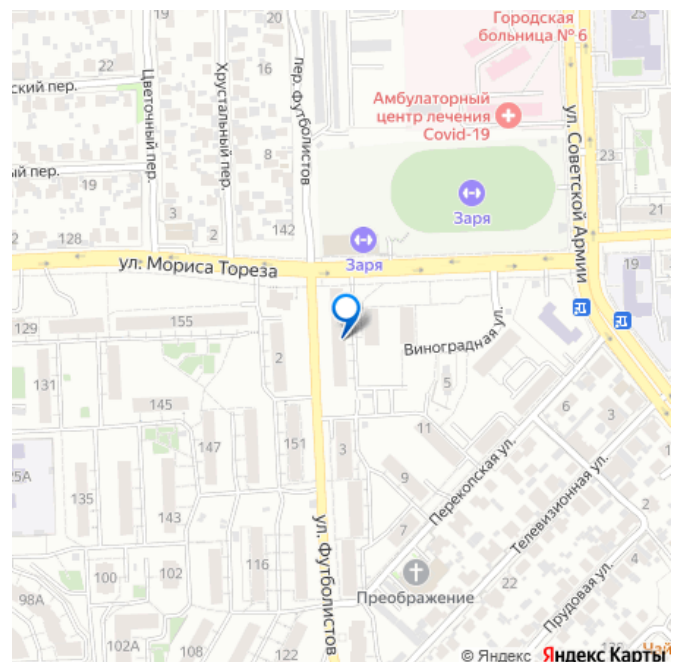 Городская
больница № 6
25
22
20
16
ский пер.
Цветочный пер.
Хрустальный пер.
пер. Футболистов
Амбулаторный
центр лечения
Covid-19
ул. Советской Армии
8
23
ый пер.
19
Заря
3
21
2
128
2
142
Заря
ул. Мориса Тореза
19
155
129
2
Виноградная ул.
131
5
145
6
3
11
151
3
147
Перекопская ул.
25А
9
135
Телевизионная ул.
143
2
7
ул. Футболистов
116
102
100
Преображение
22
4
98А
Прудовая ул.
102А
108
122
Чай
© Яндекс Яндекс Карты